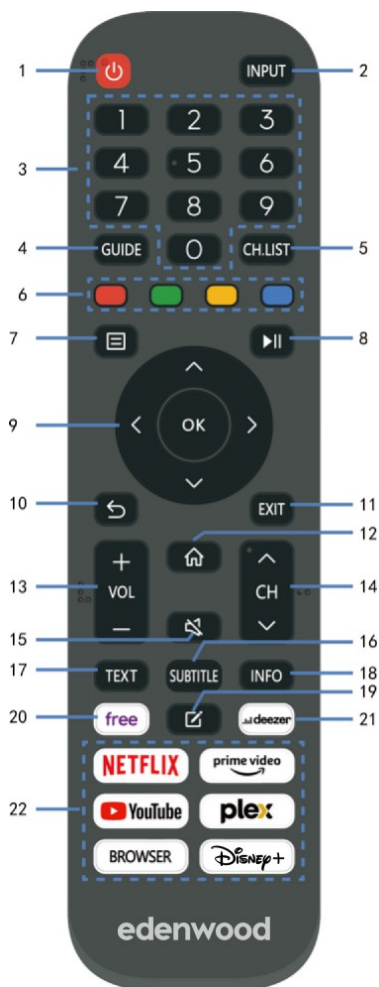 1 INPUT 2
1 2 3
3 4 5 6
7 8 9
4 GUIDE 0 CH.LIST 5
6
7 8
9 OK
10 EXIT 11
12
+
13 VOL CH 14
−
15 16
17 TEXT SUBTITLE INFO 18
19
20 free deezer 21
NETFLIX prime video
22 YouTube plex
BROWSER Disney+
edenwood